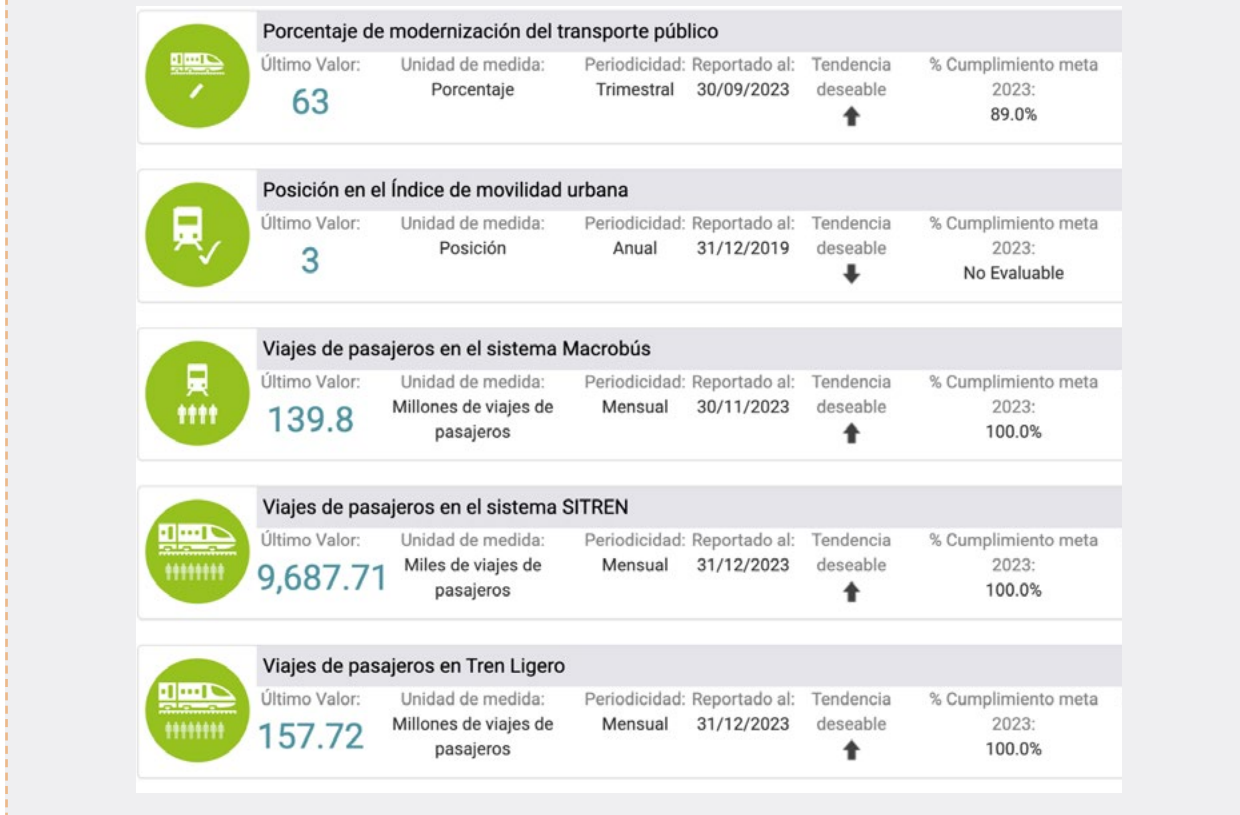 Porcentaje de modernización del transporte público
Último Valor: Unidad de medida: Periodicidad: Reportado al: Tendencia % Cumplimiento meta
63 Porcentaje Trimestral 30/09/2023 deseable 2023:
89.0%
Posición en el Índice de movilidad urbana
Último Valor: Unidad de medida: Periodicidad: Reportado al: Tendencia % Cumplimiento meta
3 Posición Anual 31/12/2019 deseable 2023:
No Evaluable
Viajes de pasajeros en el sistema Macrobús
Último Valor: Unidad de medida: Periodicidad: Reportado al: Tendencia % Cumplimiento meta
139.8 Millones de viajes de Mensual 30/11/2023 deseable 2023:
pasajeros 100.0%
Viajes de pasajeros en el sistema SITREN
Último Valor: Unidad de medida: Periodicidad: Reportado al: Tendencia % Cumplimiento meta
9,687.71 Miles de viajes de Mensual 31/12/2023 deseable 2023:
pasajeros 100.0%
Viajes de pasajeros en Tren Ligero
Último Valor: Unidad de medida: Periodicidad: Reportado al: Tendencia % Cumplimiento meta
157.72 Millones de viajes de Mensual 31/12/2023 deseable 2023:
pasajeros 100.0%